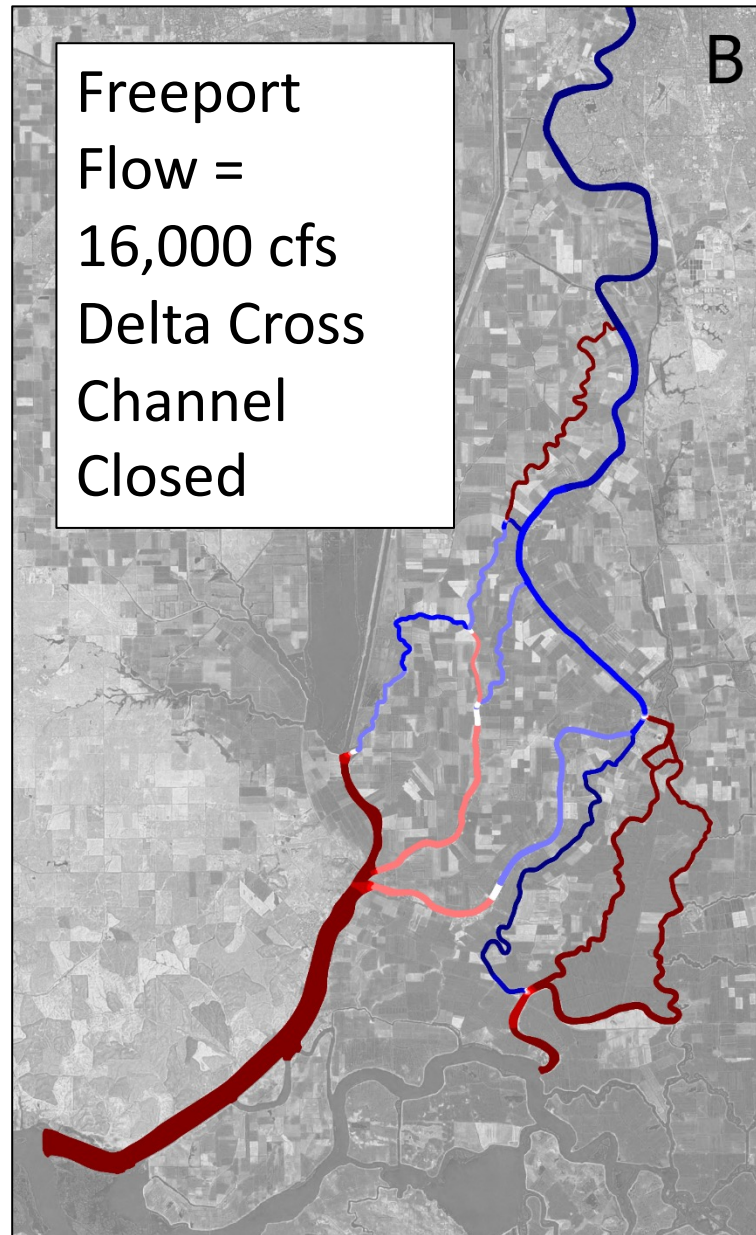 B
Freeport
Flow =
16,000 cfs
Delta Cross
Channel
Closed